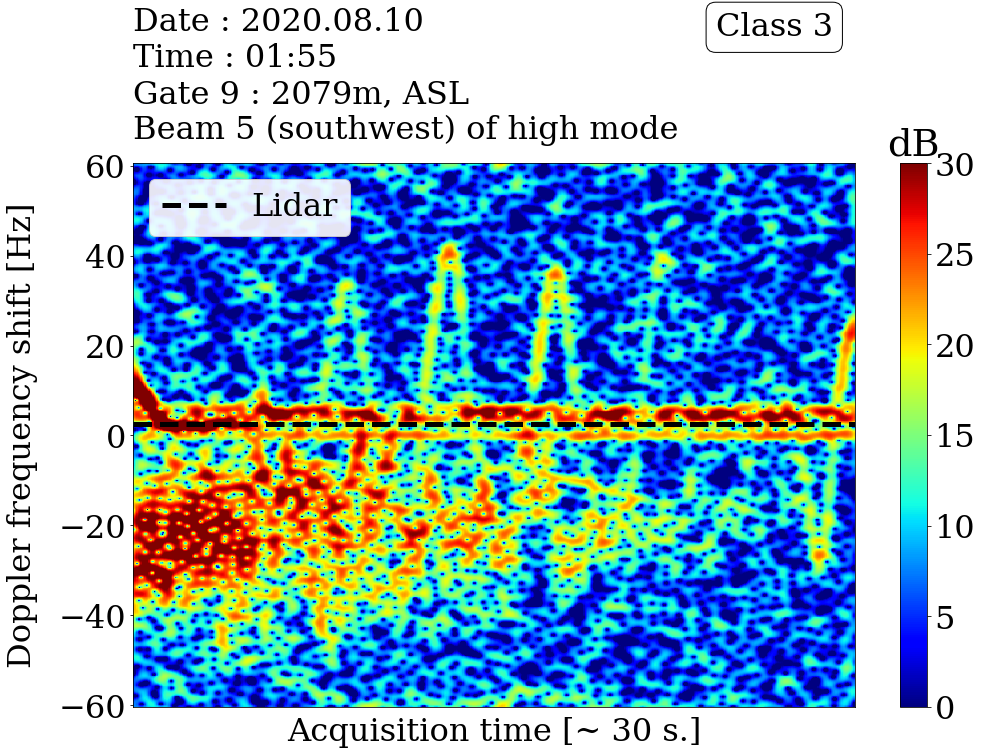 Date : 2020.08.10
Time : 01:55
Gate 9 : 2079m, ASL
Beam 5 (southwest) of high mode
Class 3
dB
Lidar
60
40
20
0
−20
−40
−60
Doppler frequency shift [Hz]
Acquisition time [~ 30 s.]
30
25
20
15
10
5
0